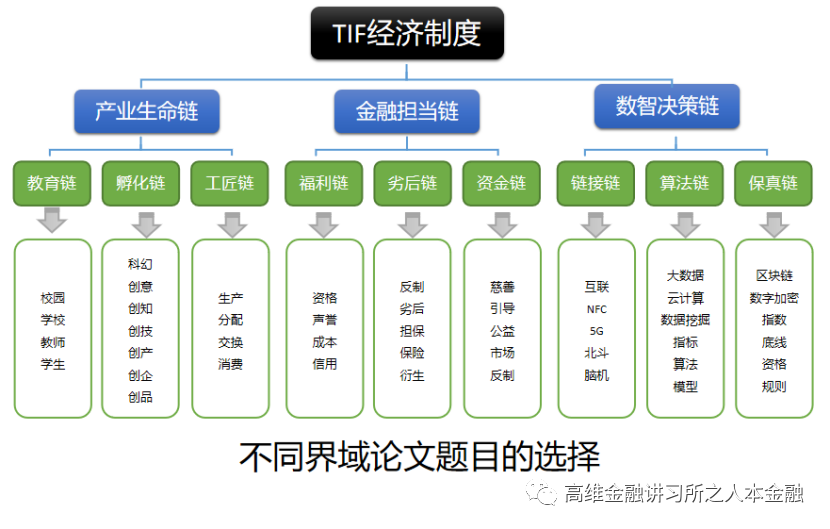 TIF经济制度
产业生命链
金融担当链
数智决策链
教育链
孵化链
工匠链
福利链
劣后链
资金链
链接链
算法链
保真链
校园
学校
教师
学生
科幻
创意
创知
创技
创产
创企
创品
生产
分配
交换
消费
资格
声誉
成本
信用
反制
劣后
担保
保险
衍生
慈善
引导
公益
市场
反制
互联
NFC
5G
北斗
脑机
大数据
云计算
数据挖掘
指标
算法
模型
区块链
数字加密
指数
底线
资格
规则
不同界域论文题目的选择
高维金融讲习所之人本金融